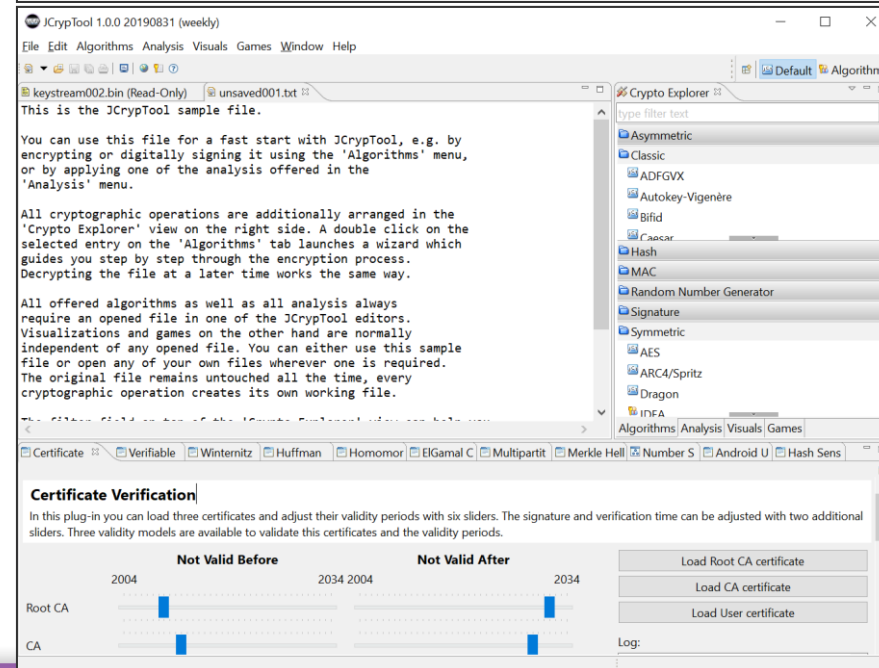 JCrypTool 1.0.0 20190831 (weekly)
File Edit Algorithms Analysis Visuals Games Window Help
Default Algorithm
keystream002.bin (Read-Only) unsaved001.txt
This is the JCrypTool sample file.
You can use this file for a fast start with JCrypTool, e.g. by
encrypting or digitally signing it using the 'Algorithms' menu,
or by applying one of the analysis offered in the
'Analysis' menu.
All cryptographic operations are additionally arranged in the
'Crypto Explorer' view on the right side. A double click on the
selected entry on the 'Algorithms' tab launches a wizard which
guides you step by step through the encryption process.
Decrypting the file at a later time works the same way.
All offered algorithms as well as all analysis always
require an opened file in one of the JCrypTool editors.
Visualizations and games on the other hand are normally
independent of any opened file. You can either use this sample
file or open any of your own files wherever one is required.
The original file remains untouched all the time, every
cryptographic operation creates its own working file.
The filter field on top of the 'Crypto Explorer' view can help you
Crypto Explorer
type filter text
Asymmetric
Classic
ADFGVX
Autokey-Vigenère
Bifid
Caesar
Hash
MAC
Random Number Generator
Signature
Symmetric
AES
ARC4/Spritz
Dragon
IDEA
Algorithms Analysis Visuals Games
Certificate Verifiable Winternitz Huffman Homomor ElGamal C Multipartit Merkle Hell Number S Android U Hash Sens
Certificate Verification
In this plug-in you can load three certificates and adjust their validity periods with six sliders. The signature and verification time can be adjusted with two additional
sliders. Three validity models are available to validate this certificates and the validity periods.
Not Valid Before Not Valid After
2004 2034 2004 2034
Root CA
CA
Load Root CA certificate
Load CA certificate
Load User certificate
Log: